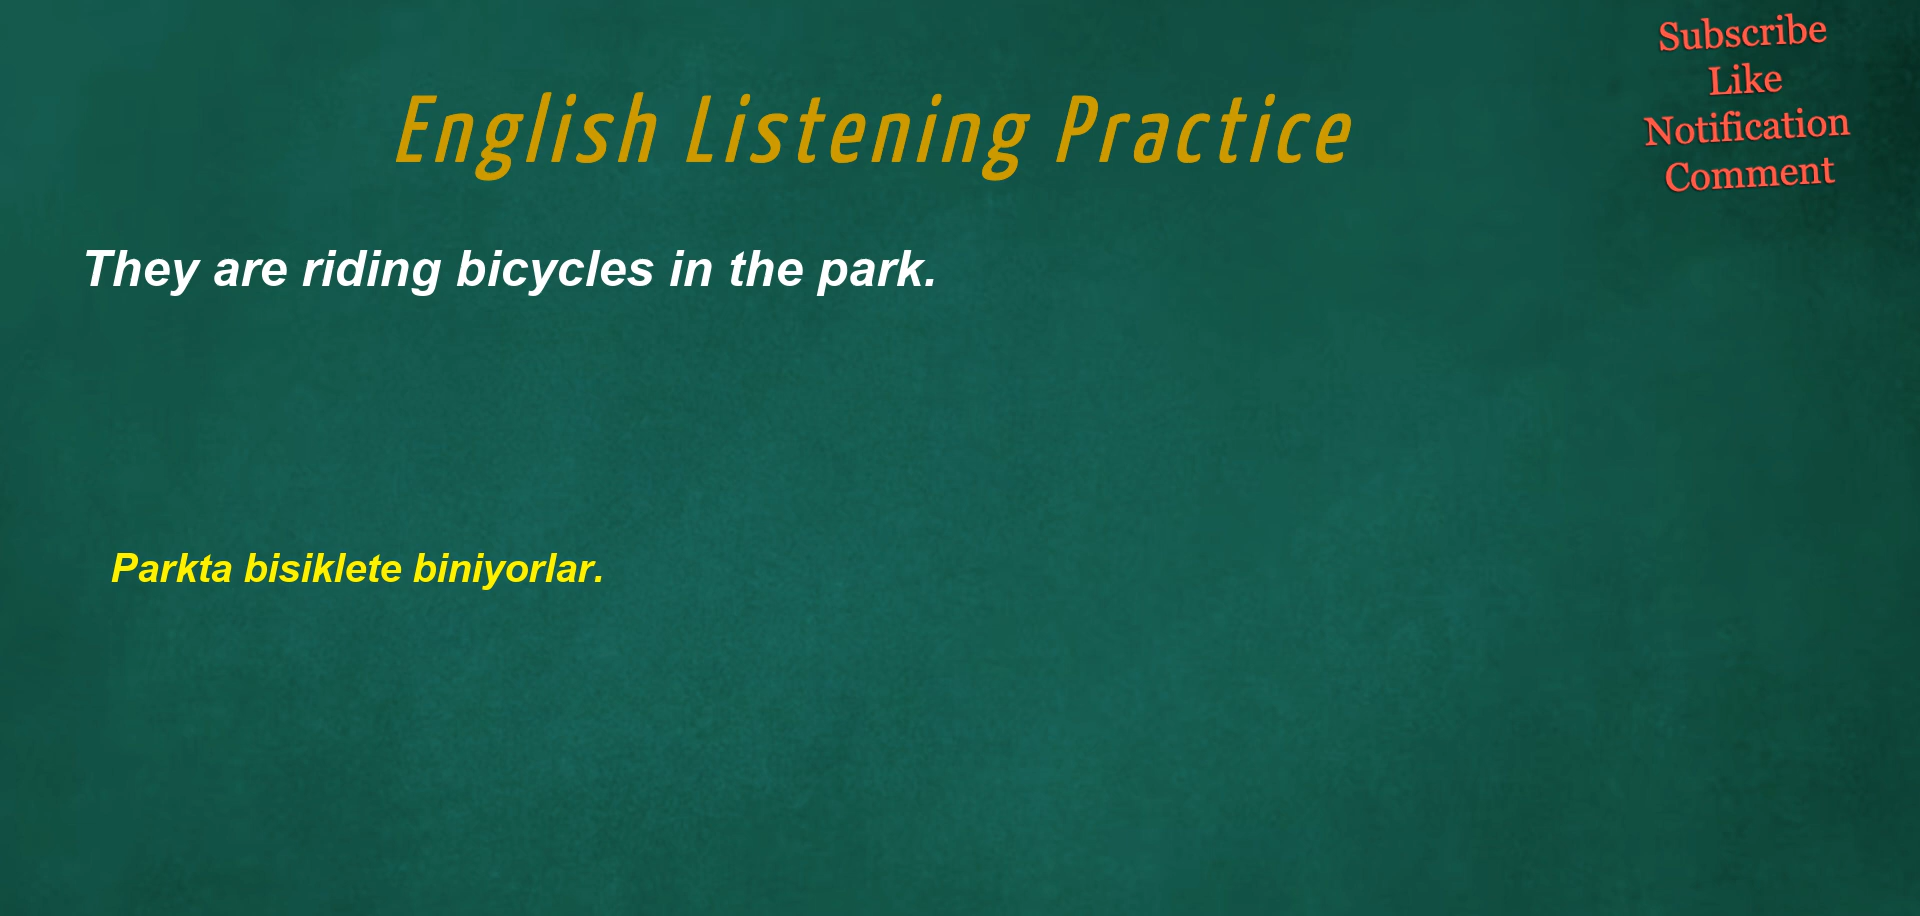 Subscribe
Like
Notification
Comment
English Listening Practice
They are riding bicycles in the park.
Parkta bisiklete biniyorlar.